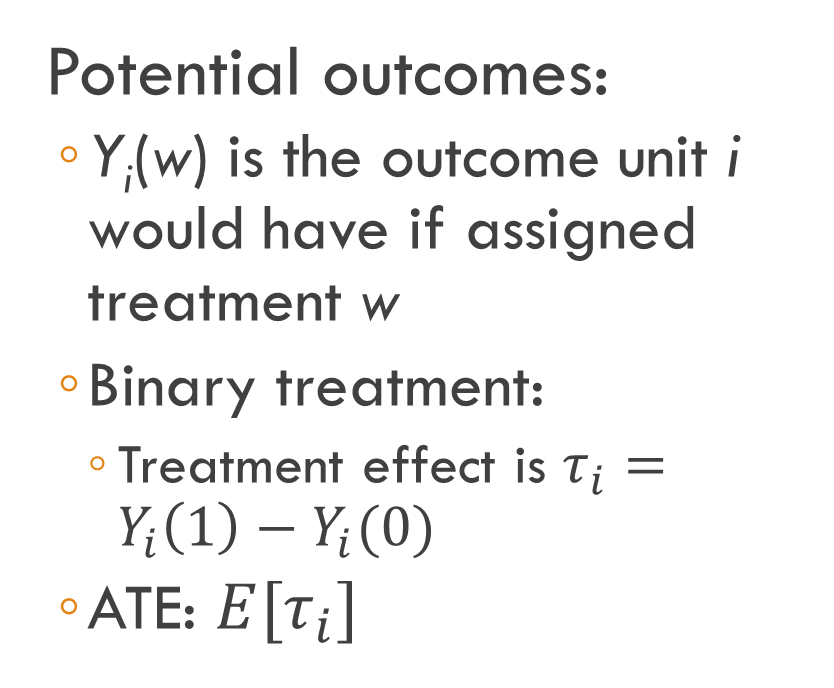 Potential outcomes:
◦ Yᵢ(w) is the outcome unit i
would have if assigned
treatment w
◦ Binary treatment:
◦ Treatment effect is 𝜏ᵢ =
Yᵢ(1) − Yᵢ(0)
◦ ATE: E[𝜏ᵢ]